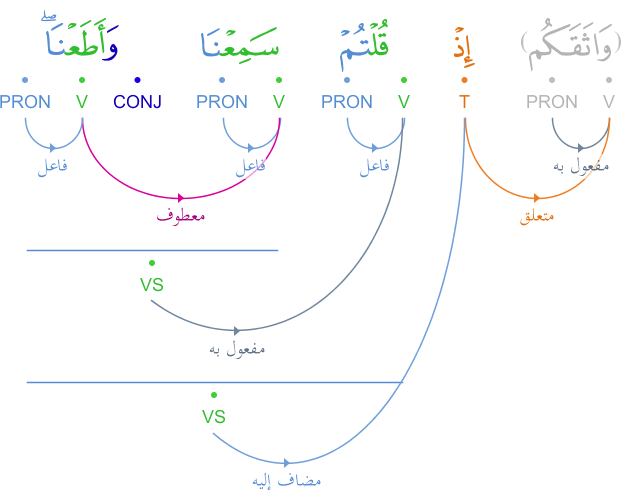 (وَاثَقَكُم) إِذْ قُلْتُمْ سَمِعْنَا وَأَطَعْنَا ۖ
V PRON T V PRON V PRON CONJ V PRON
مفعول به فاعل فاعل فاعل
متعلق معطوف
VS
مفعول به
VS
مضاف إليه